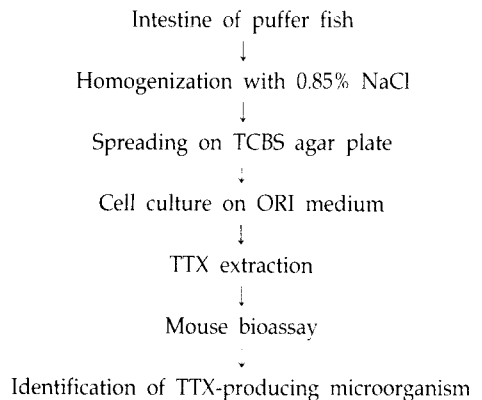 Intestine of puffer fish
↓
Homogenization with 0.85% NaCl
↓
Spreading on TCBS agar plate
↓
Cell culture on ORI medium
↓
TTX extraction
↓
Mouse bioassay
↓
Identification of TTX-producing microorganism